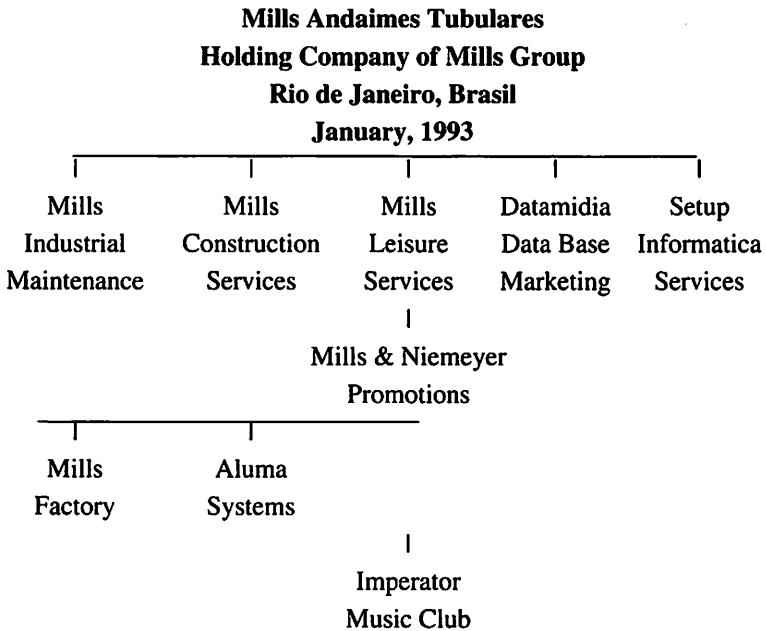 Mills Andaimes Tubulares
Holding Company of Mills Group
Rio de Janeiro, Brasil
January, 1993
Mills
Industrial
Maintenance
Mills
Construction
Services
Mills
Leisure
Services
Datamidia
Data Base
Marketing
Setup
Informatica
Services
Mills & Niemeyer
Promotions
Mills
Factory
Aluma
Systems
Imperator
Music Club